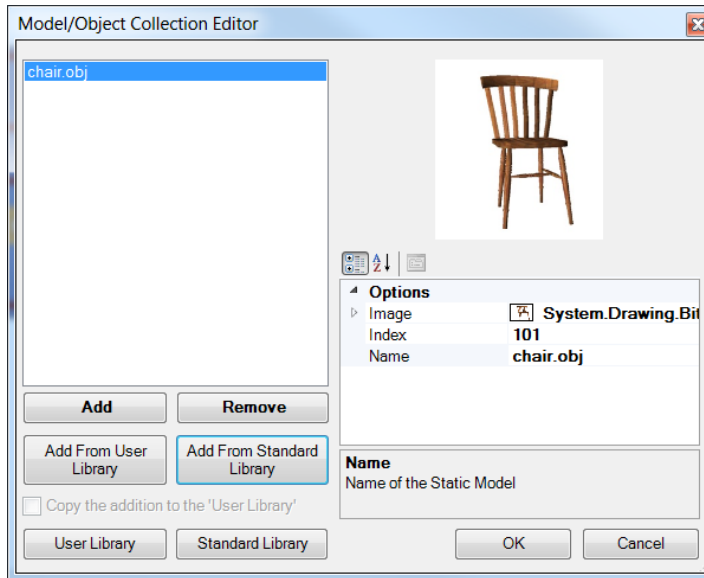 Model/Object Collection Editor
chair.obj
Options
Image System.Drawing.Bit
Index 101
Name chair.obj
Add Remove
Add From User Library
Add From Standard Library
Name
Name of the Static Model
Copy the addition to the 'User Library'
User Library Standard Library OK Cancel